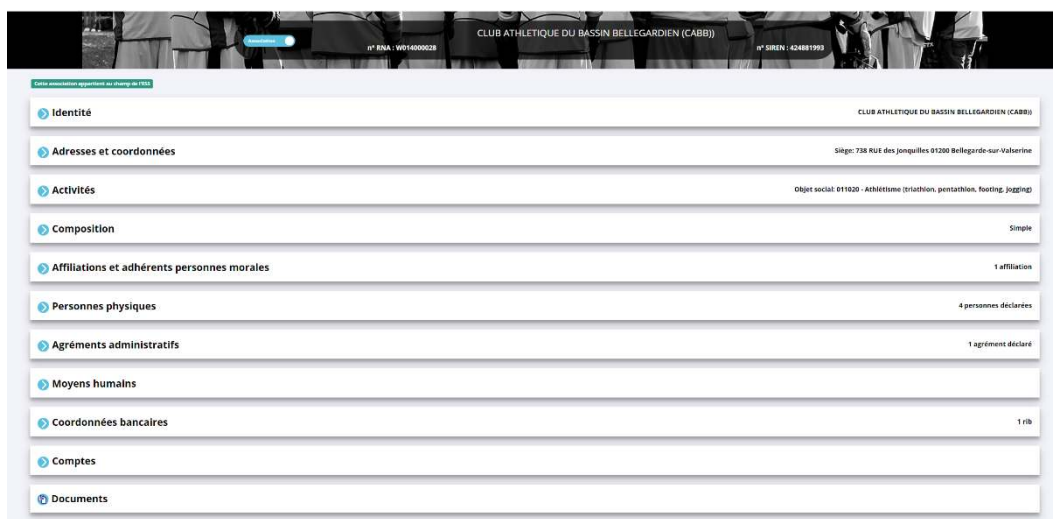 CLUB ATHLETIQUE DU BASSIN BELLEGARDIEN (CABB))
Association
n° RNA : W014000028
n° SIREN : 424881993
Cette association appartient au champ de l'ESS
Identité
CLUB ATHLETIQUE DU BASSIN BELLEGARDIEN (CABB))
Adresses et coordonnées
Siège: 738 RUE des Jonquilles 01200 Bellegarde-sur-Valserine
Activités
Objet social: 011020 - Athlétisme (triathlon, pentathlon, footing, jogging)
Composition
Simple
Affiliations et adhérents personnes morales
1 affiliation
Personnes physiques
4 personnes déclarées
Agréments administratifs
1 agrément déclaré
Moyens humains
Coordonnées bancaires
1 rib
Comptes
Documents